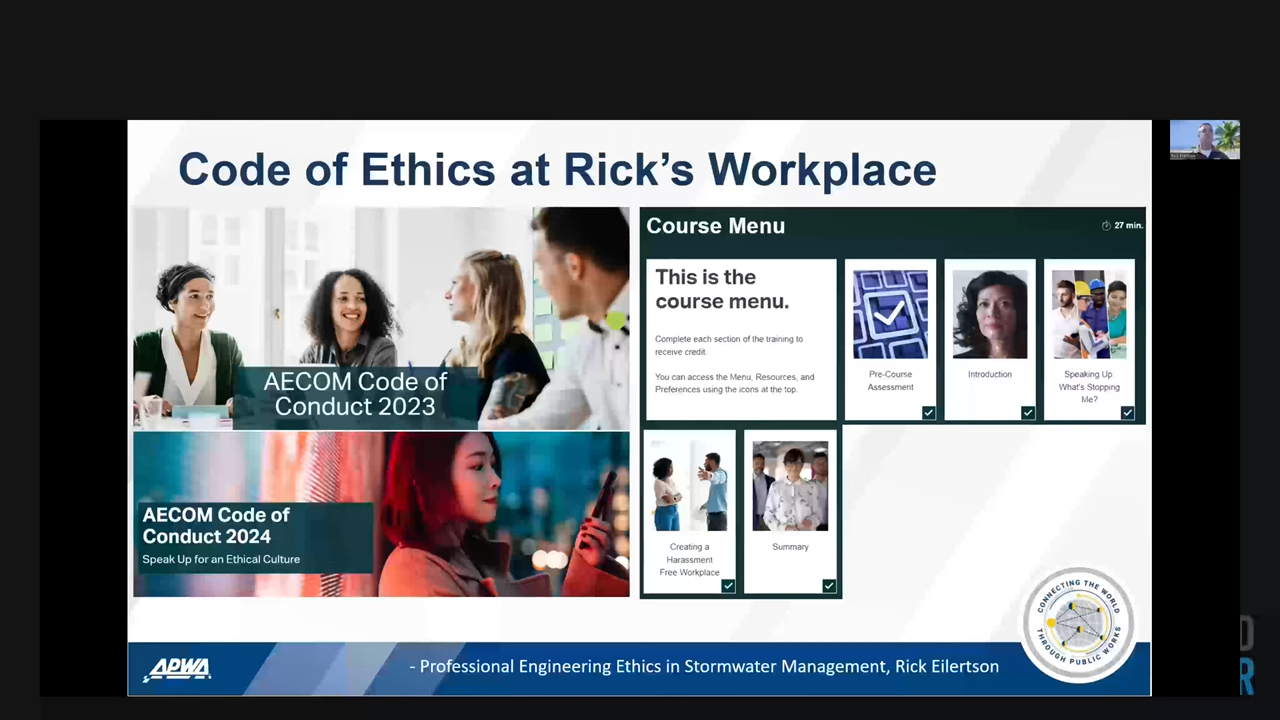 Code of Ethics at Rick's Workplace
AECOM Code of
Conduct 2023
AECOM Code of
Conduct 2024
Speak Up for an Ethical Culture
Course Menu
27 min.
This is the
course menu.
Complete each section of the training to
receive credit.
You can access the Menu, Resources, and
Preferences using the icons at the top.
Pre-Course
Assessment
Introduction
Speaking Up:
What's Stopping
Me?
Creating a
Harassment
Free Workplace
Summary
CONNECTING THE WORLD
THROUGH PUBLIC WORKS
APWA
- Professional Engineering Ethics in Stormwater Management, Rick Eilertson
Rick Eilertson
D
R